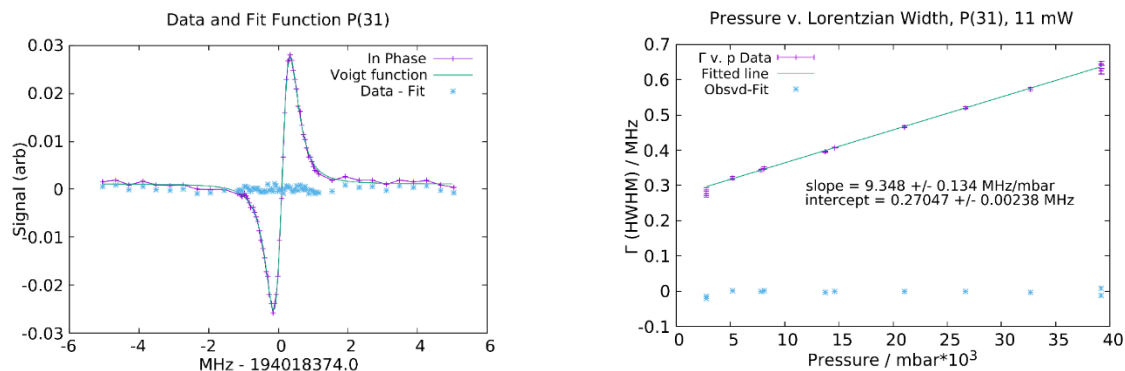 Data and Fit Function P(31)
In Phase
Voigt function
Data - Fit
Signal (arb)
0.03
0.02
0.01
0
-0.01
-0.02
-0.03
-6 -4 -2 0 2 4 6
MHz - 194018374.0
Pressure v. Lorentzian Width, P(31), 11 mW
Γ v. p Data
Fitted line
Obsvd-Fit
slope = 9.348 +/- 0.134 MHz/mbar
intercept = 0.27047 +/- 0.00238 MHz
Γ (HWHM) / MHz
0.7
0.6
0.5
0.4
0.3
0.2
0.1
0
-0.1
0 5 10 15 20 25 30 35 40
Pressure / mbar*10³